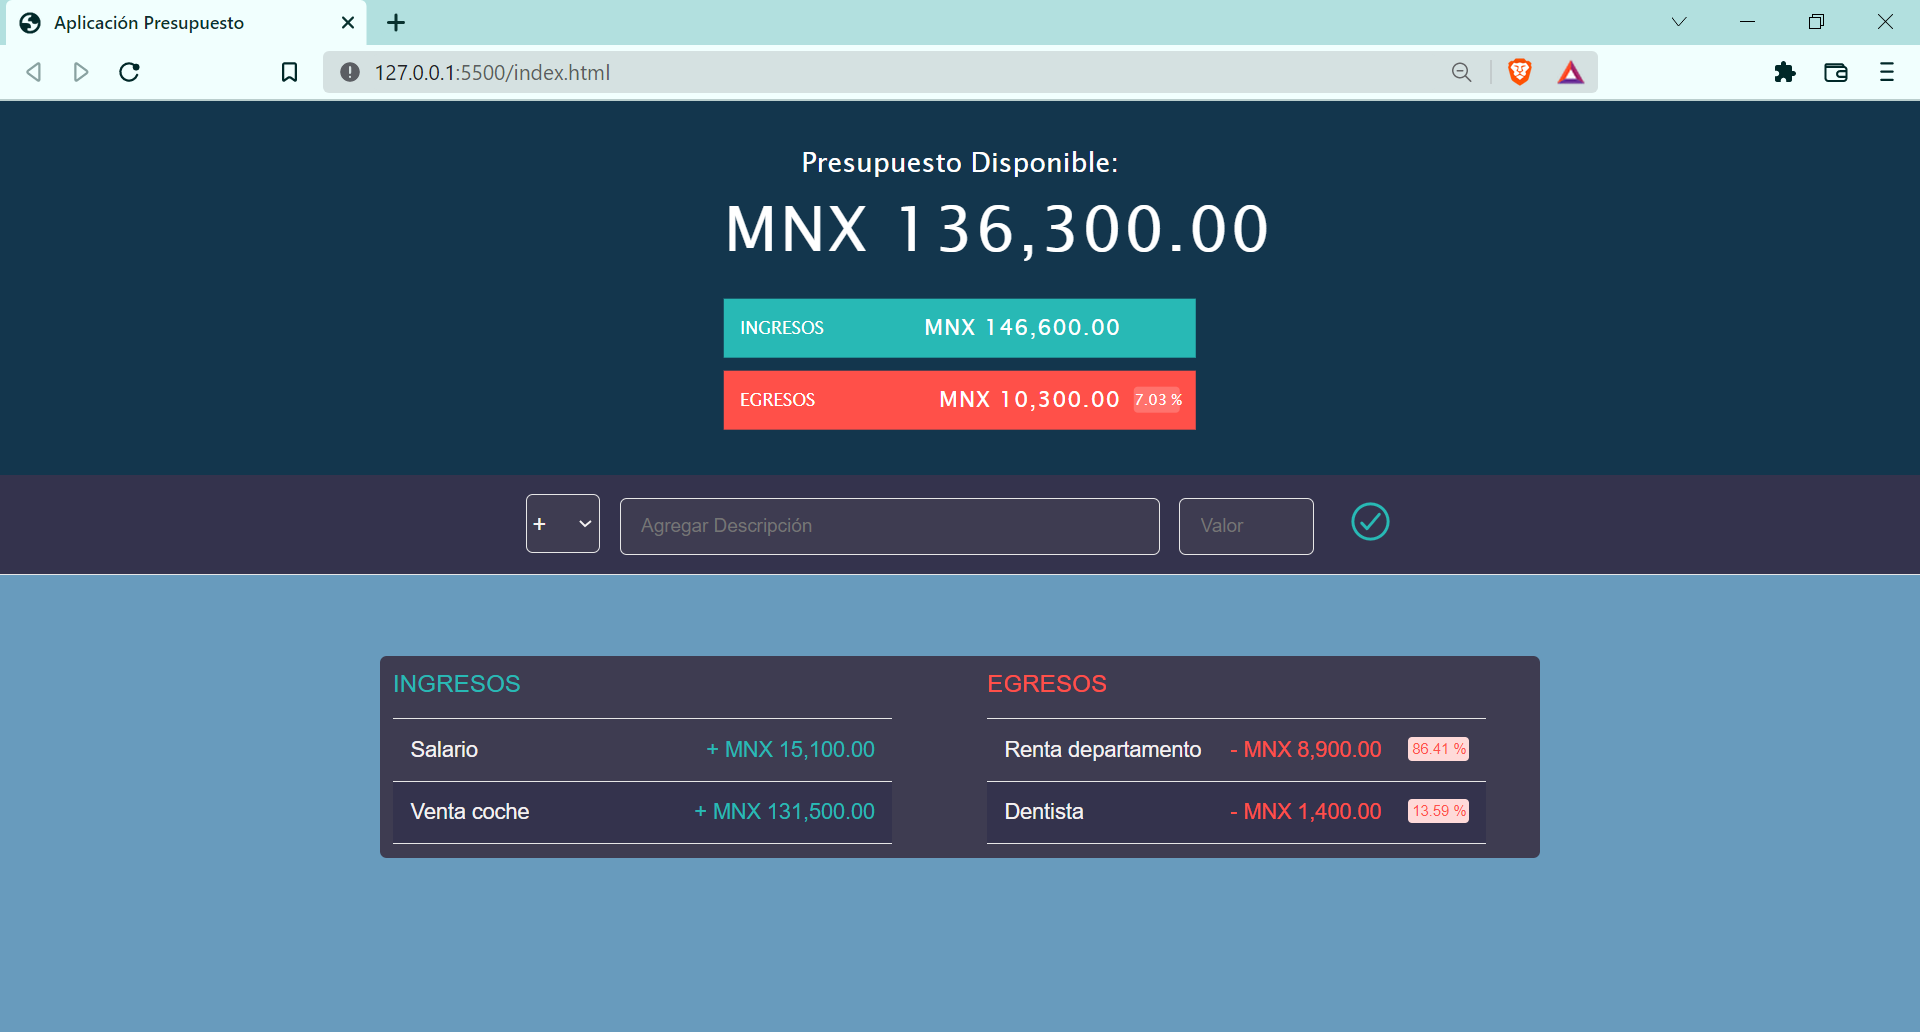 Aplicación Presupuesto
127.0.0.1:5500/index.html
Presupuesto Disponible:
MNX 136,300.00
INGRESOS MNX 146,600.00
EGRESOS MNX 10,300.00 7.03 %
+ Agregar Descripción Valor
INGRESOS
Salario + MNX 15,100.00
Venta coche + MNX 131,500.00
EGRESOS
Renta departamento - MNX 8,900.00 86.41 %
Dentista - MNX 1,400.00 13.59 %